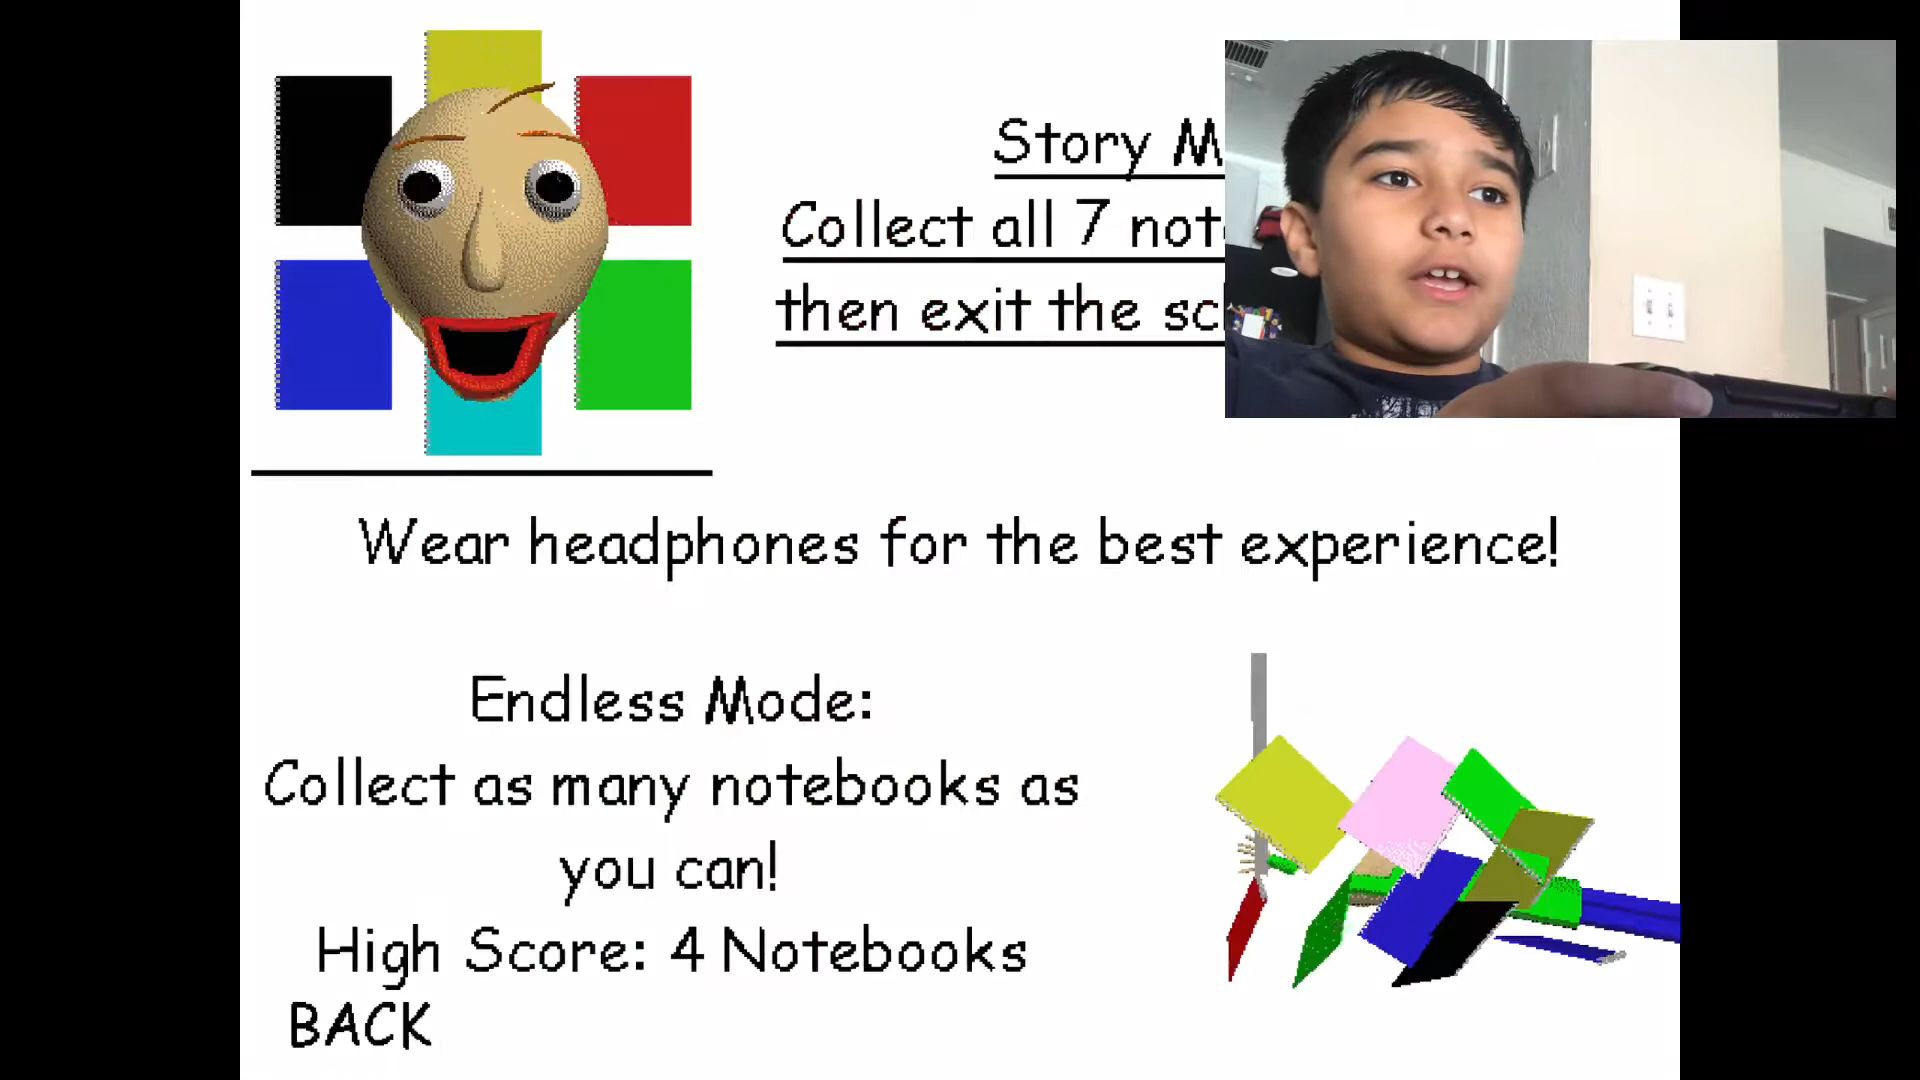 Story M
Collect all 7 not
then exit the sc
Wear headphones for the best experience!
Endless Mode:
Collect as many notebooks as
you can!
High Score: 4 Notebooks
BACK